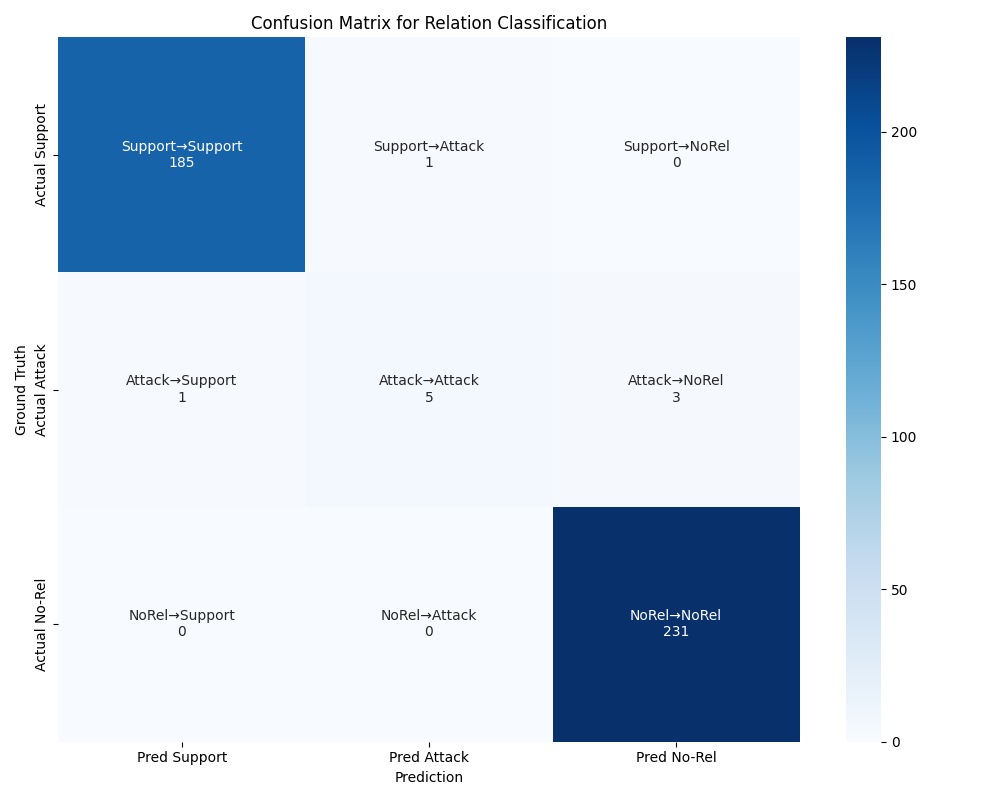 Confusion Matrix for Relation Classification
Ground Truth
Actual Support
Support→Support
185
Support→Attack
1
Support→NoRel
0
Actual Attack
Attack→Support
1
Attack→Attack
5
Attack→NoRel
3
Actual No-Rel
NoRel→Support
0
NoRel→Attack
0
NoRel→NoRel
231
Pred Support
Pred Attack
Pred No-Rel
Prediction
200
150
100
50
0